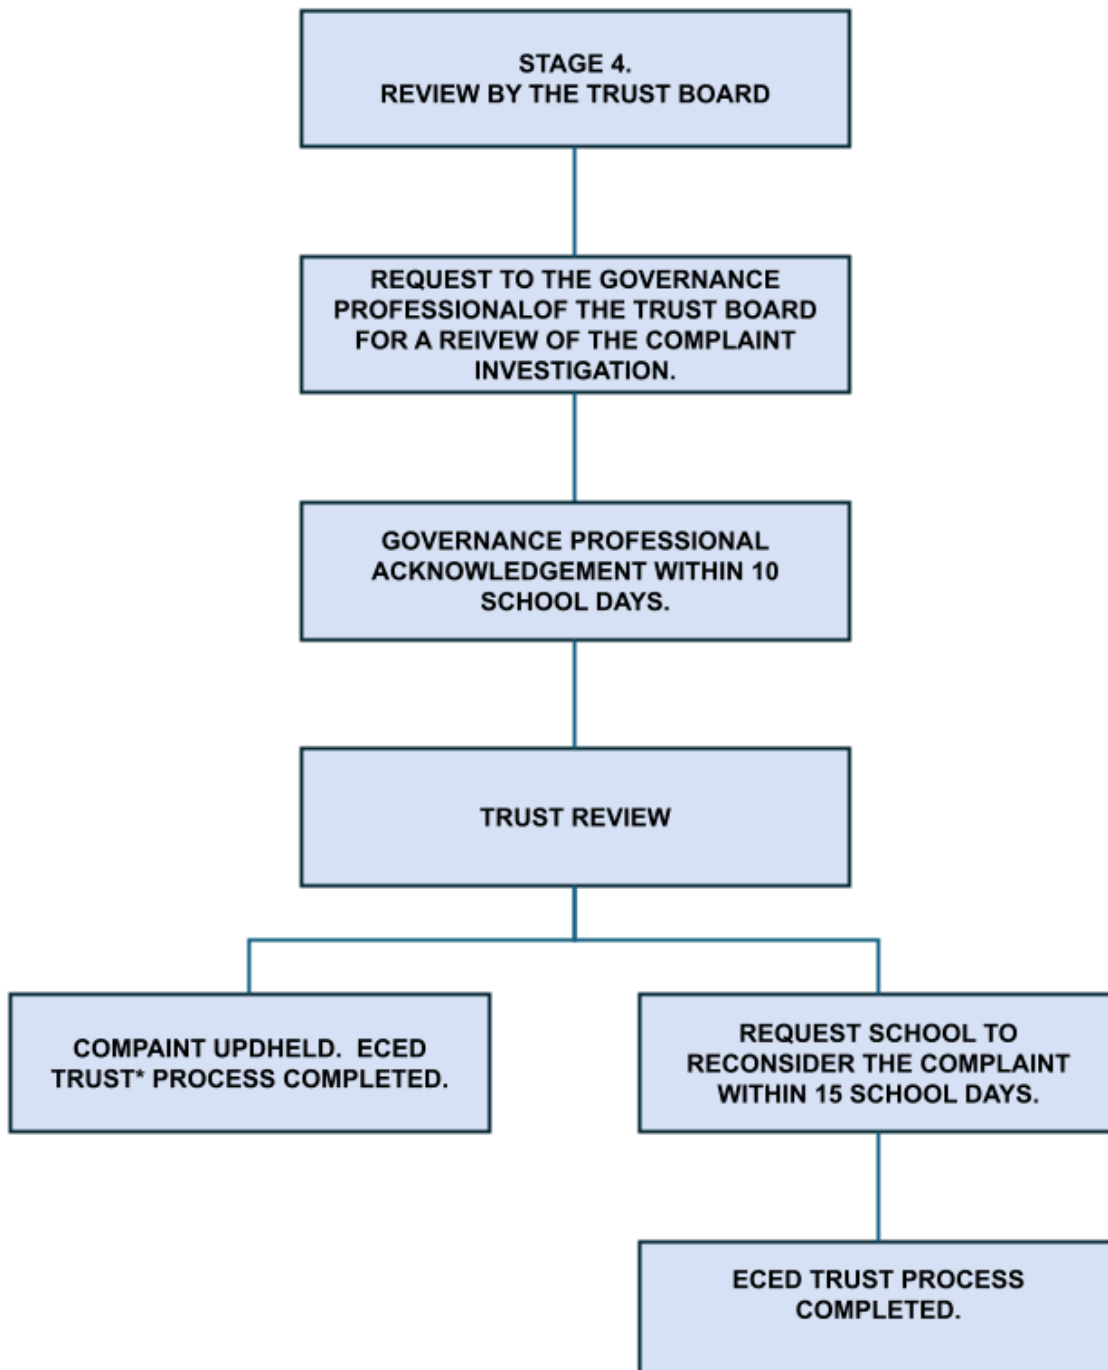 STAGE 4.
REVIEW BY THE TRUST BOARD
REQUEST TO THE GOVERNANCE
PROFESSIONALOF THE TRUST BOARD
FOR A REIVEW OF THE COMPLAINT
INVESTIGATION.
GOVERNANCE PROFESSIONAL
ACKNOWLEDGEMENT WITHIN 10
SCHOOL DAYS.
TRUST REVIEW
COMPAINT UPDHELD.  ECED
TRUST* PROCESS COMPLETED.
REQUEST SCHOOL TO
RECONSIDER THE COMPLAINT
WITHIN 15 SCHOOL DAYS.
ECED TRUST PROCESS
COMPLETED.